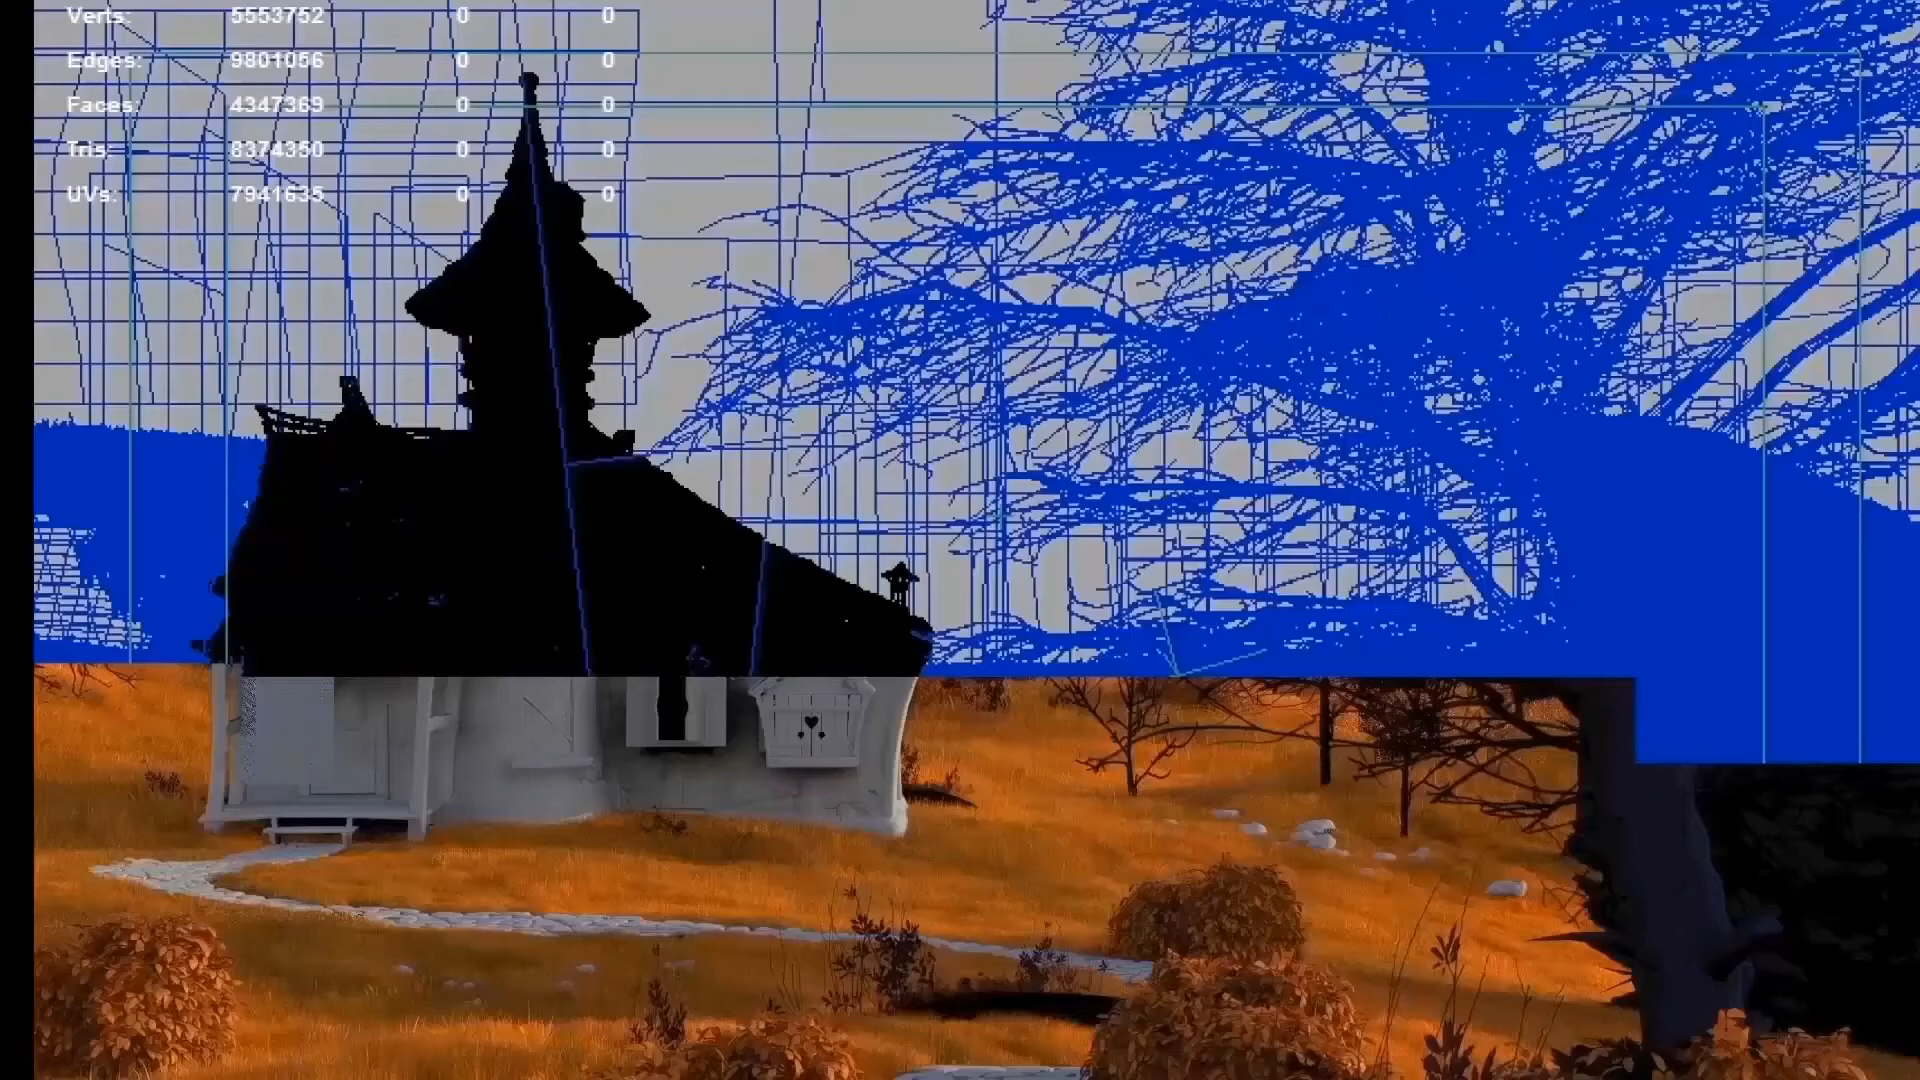 Verts: 5553752 0 0
Edges: 9801056 0 0
Faces: 4347369 0 0
Tris: 8374350 0 0
UVs: 7941635 0 0